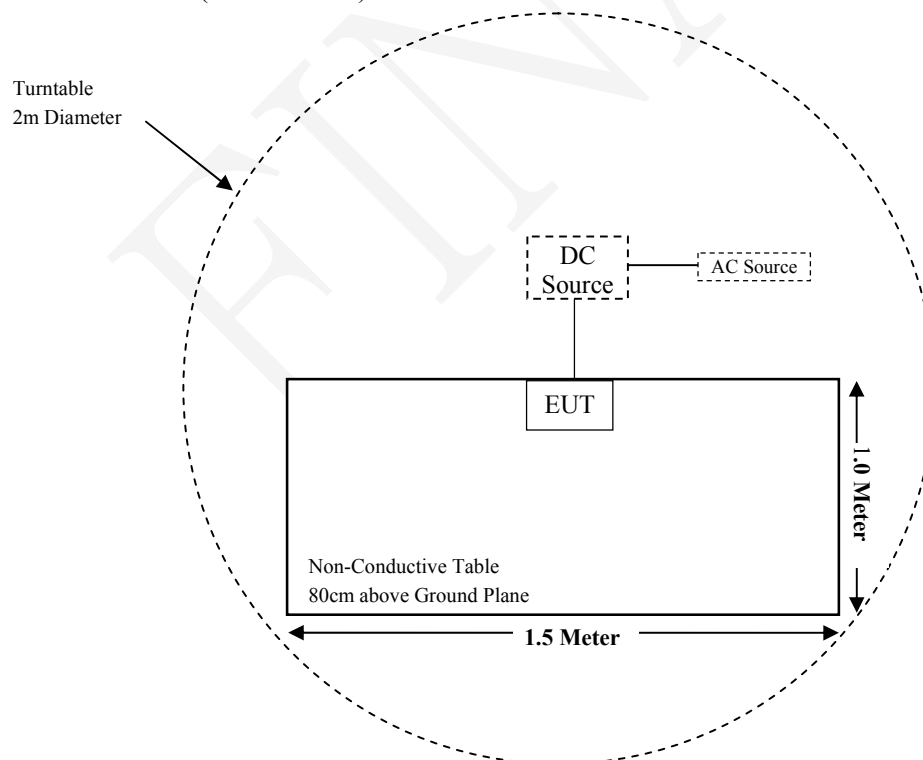 Turntable
2m Diameter
DC
Source
AC Source
EUT
1.0 Meter
Non-Conductive Table
80cm above Ground Plane
1.5 Meter